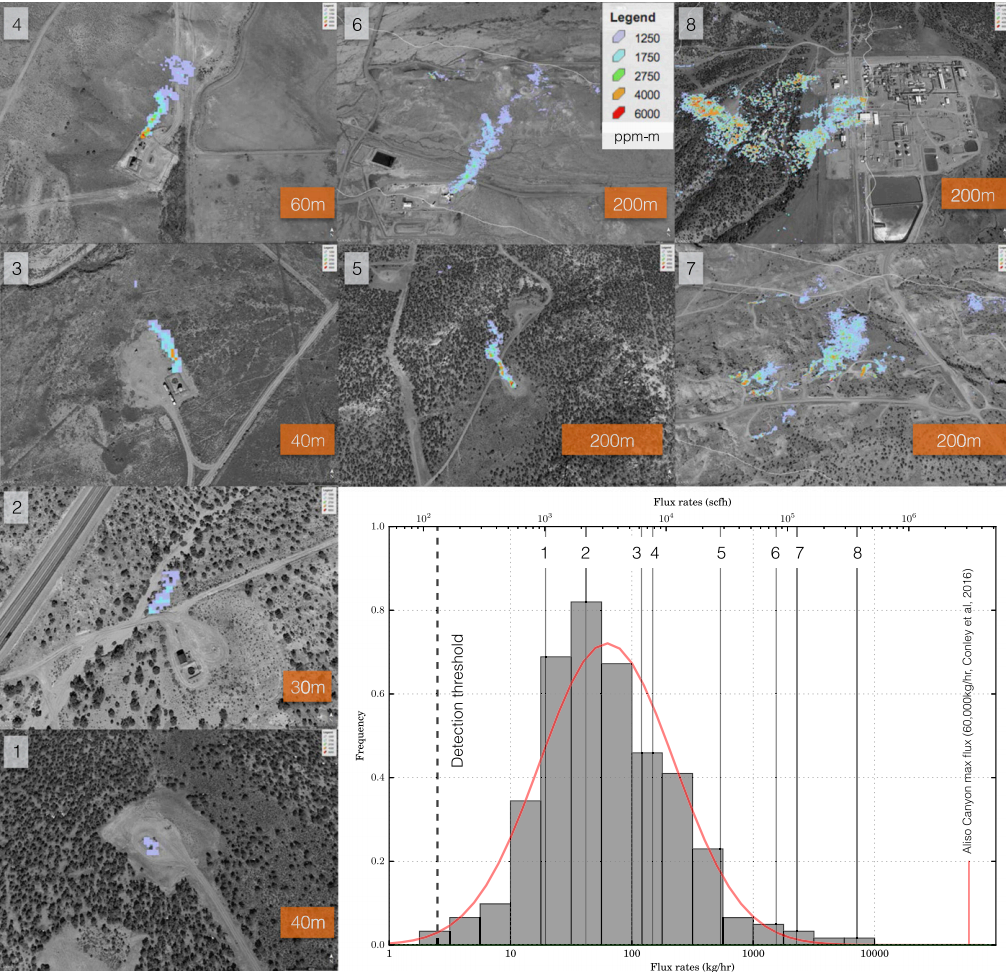 4
60m
6
200m
Legend
1250
1750
2750
4000
6000
ppm-m
8
200m
3
40m
5
200m
7
200m
2
30m
1
40m
Flux rates (scfh)
10² 10³ 10⁴ 10⁵ 10⁶
1 2 3 4 5 6 7 8
Detection threshold
Aliso Canyon max flux (60,000kg/hr, Conley et al, 2016)
Frequency
1.0
0.8
0.6
0.4
0.2
0.0
1 10 100 1000 10000
Flux rates (kg/hr)